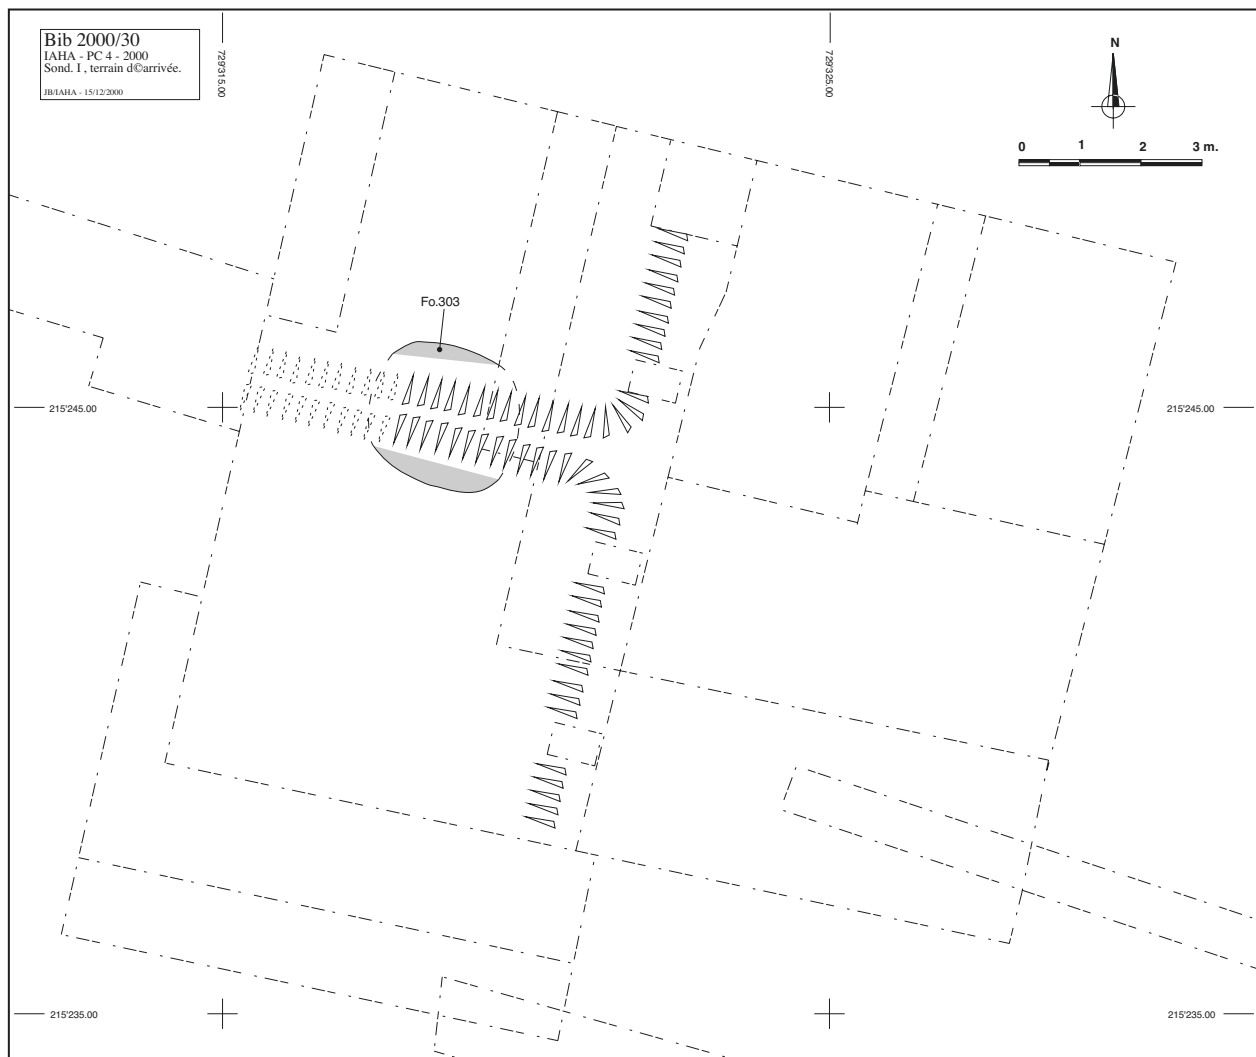 Bib 2000/30
IAHA - PC 4 - 2000
Sond. I , terrain d©arrivée.
JB/IAHA - 15/12/2000
729'315.00
729'325.00
N
0 1 2 3 m.
Fo.303
215'245.00
215'245.00
215'235.00
215'235.00